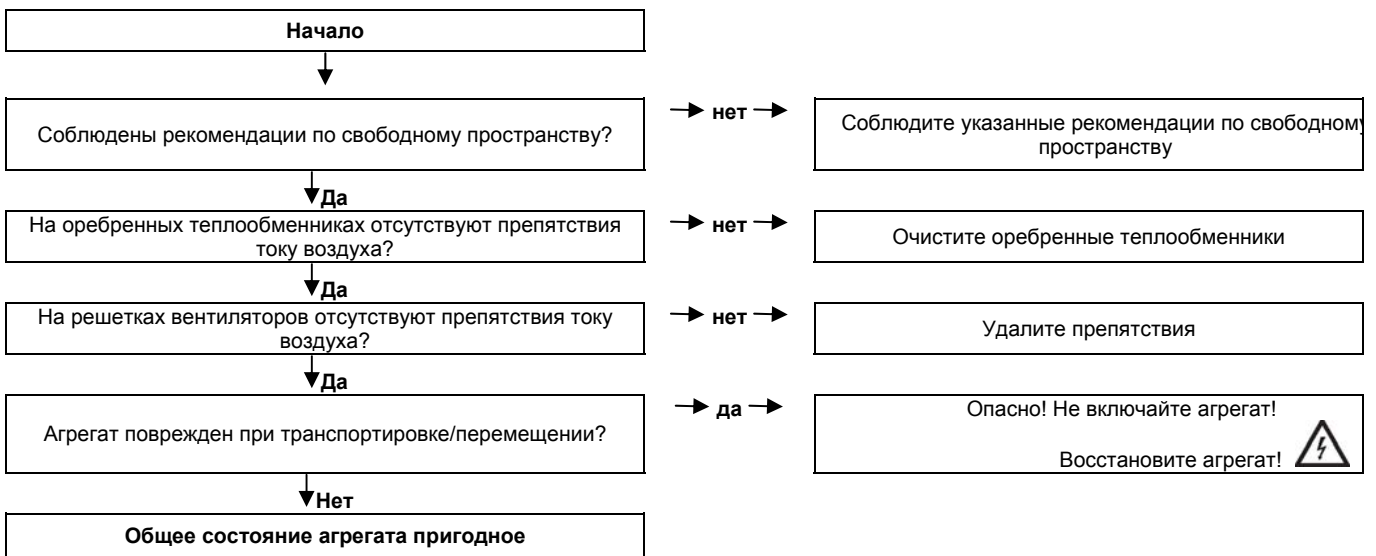 Начало
Соблюдены рекомендации по свободному пространству?
нет
Соблюдите указанные рекомендации по свободному
пространству
Да
На оребренных теплообменниках отсутствуют препятствия
току воздуха?
нет
Очистите оребренные теплообменники
Да
На решетках вентиляторов отсутствуют препятствия току
воздуха?
нет
Удалите препятствия
Да
Агрегат поврежден при транспортировке/перемещении?
да
Опасно! Не включайте агрегат!
Восстановите агрегат!
Нет
Общее состояние агрегата пригодное